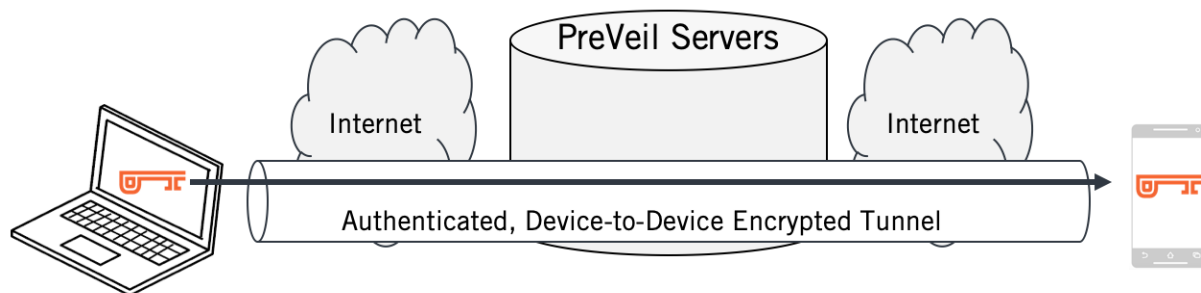 PreVeil Servers
Internet
Internet
Authenticated, Device-to-Device Encrypted Tunnel